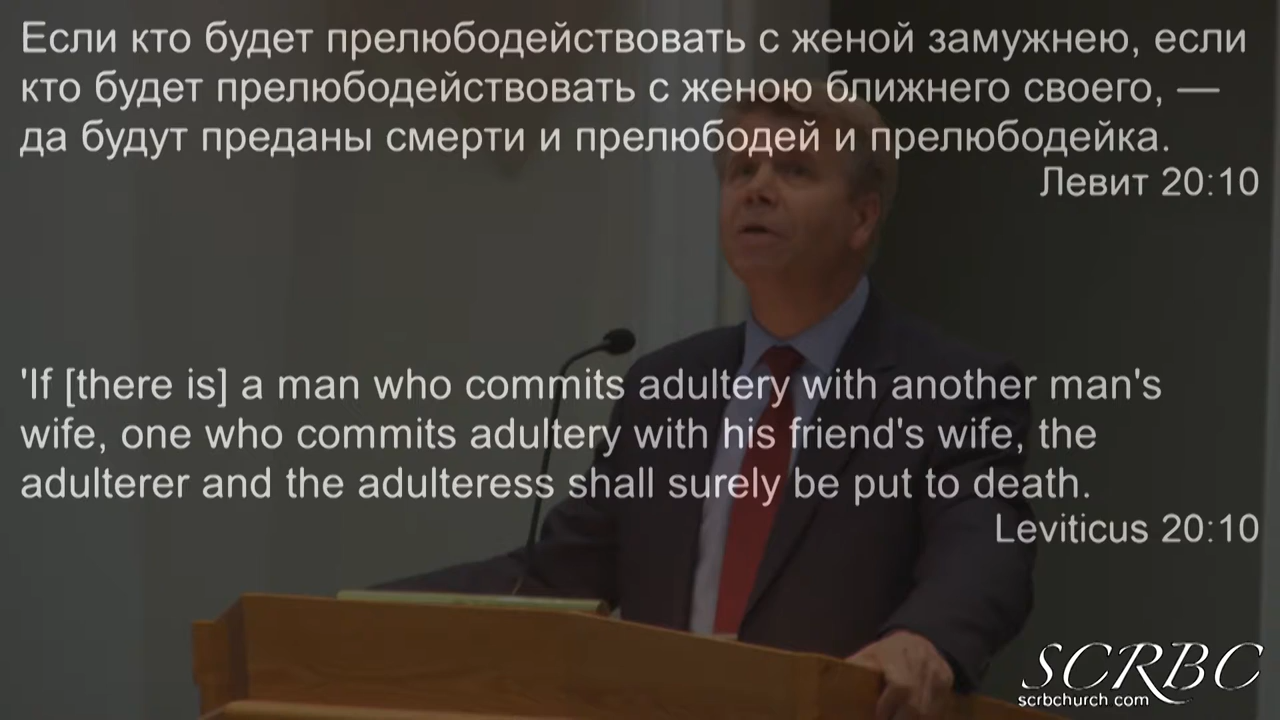 Если кто будет прелюбодействовать с женой замужнею, если
кто будет прелюбодействовать с женою ближнего своего, —
да будут преданы смерти и прелюбодей и прелюбодейка.
Левит 20:10
'If [there is] a man who commits adultery with another man's
wife, one who commits adultery with his friend's wife, the
adulterer and the adulteress shall surely be put to death.
Leviticus 20:10
SCRBC
scrbchurch com